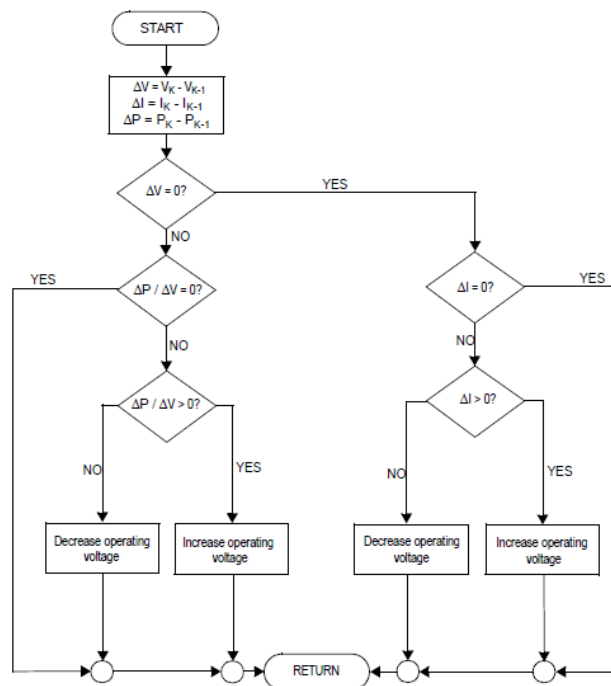 START
ΔV = VK - VK-1
ΔI = IK - IK-1
ΔP = PK - PK-1
ΔV = 0?
YES
NO
YES
ΔP / ΔV = 0?
ΔI = 0?
YES
NO
NO
ΔP / ΔV > 0?
ΔI > 0?
NO
YES
NO
YES
Decrease operating
voltage
Increase operating
voltage
Decrease operating
voltage
Increase operating
voltage
RETURN